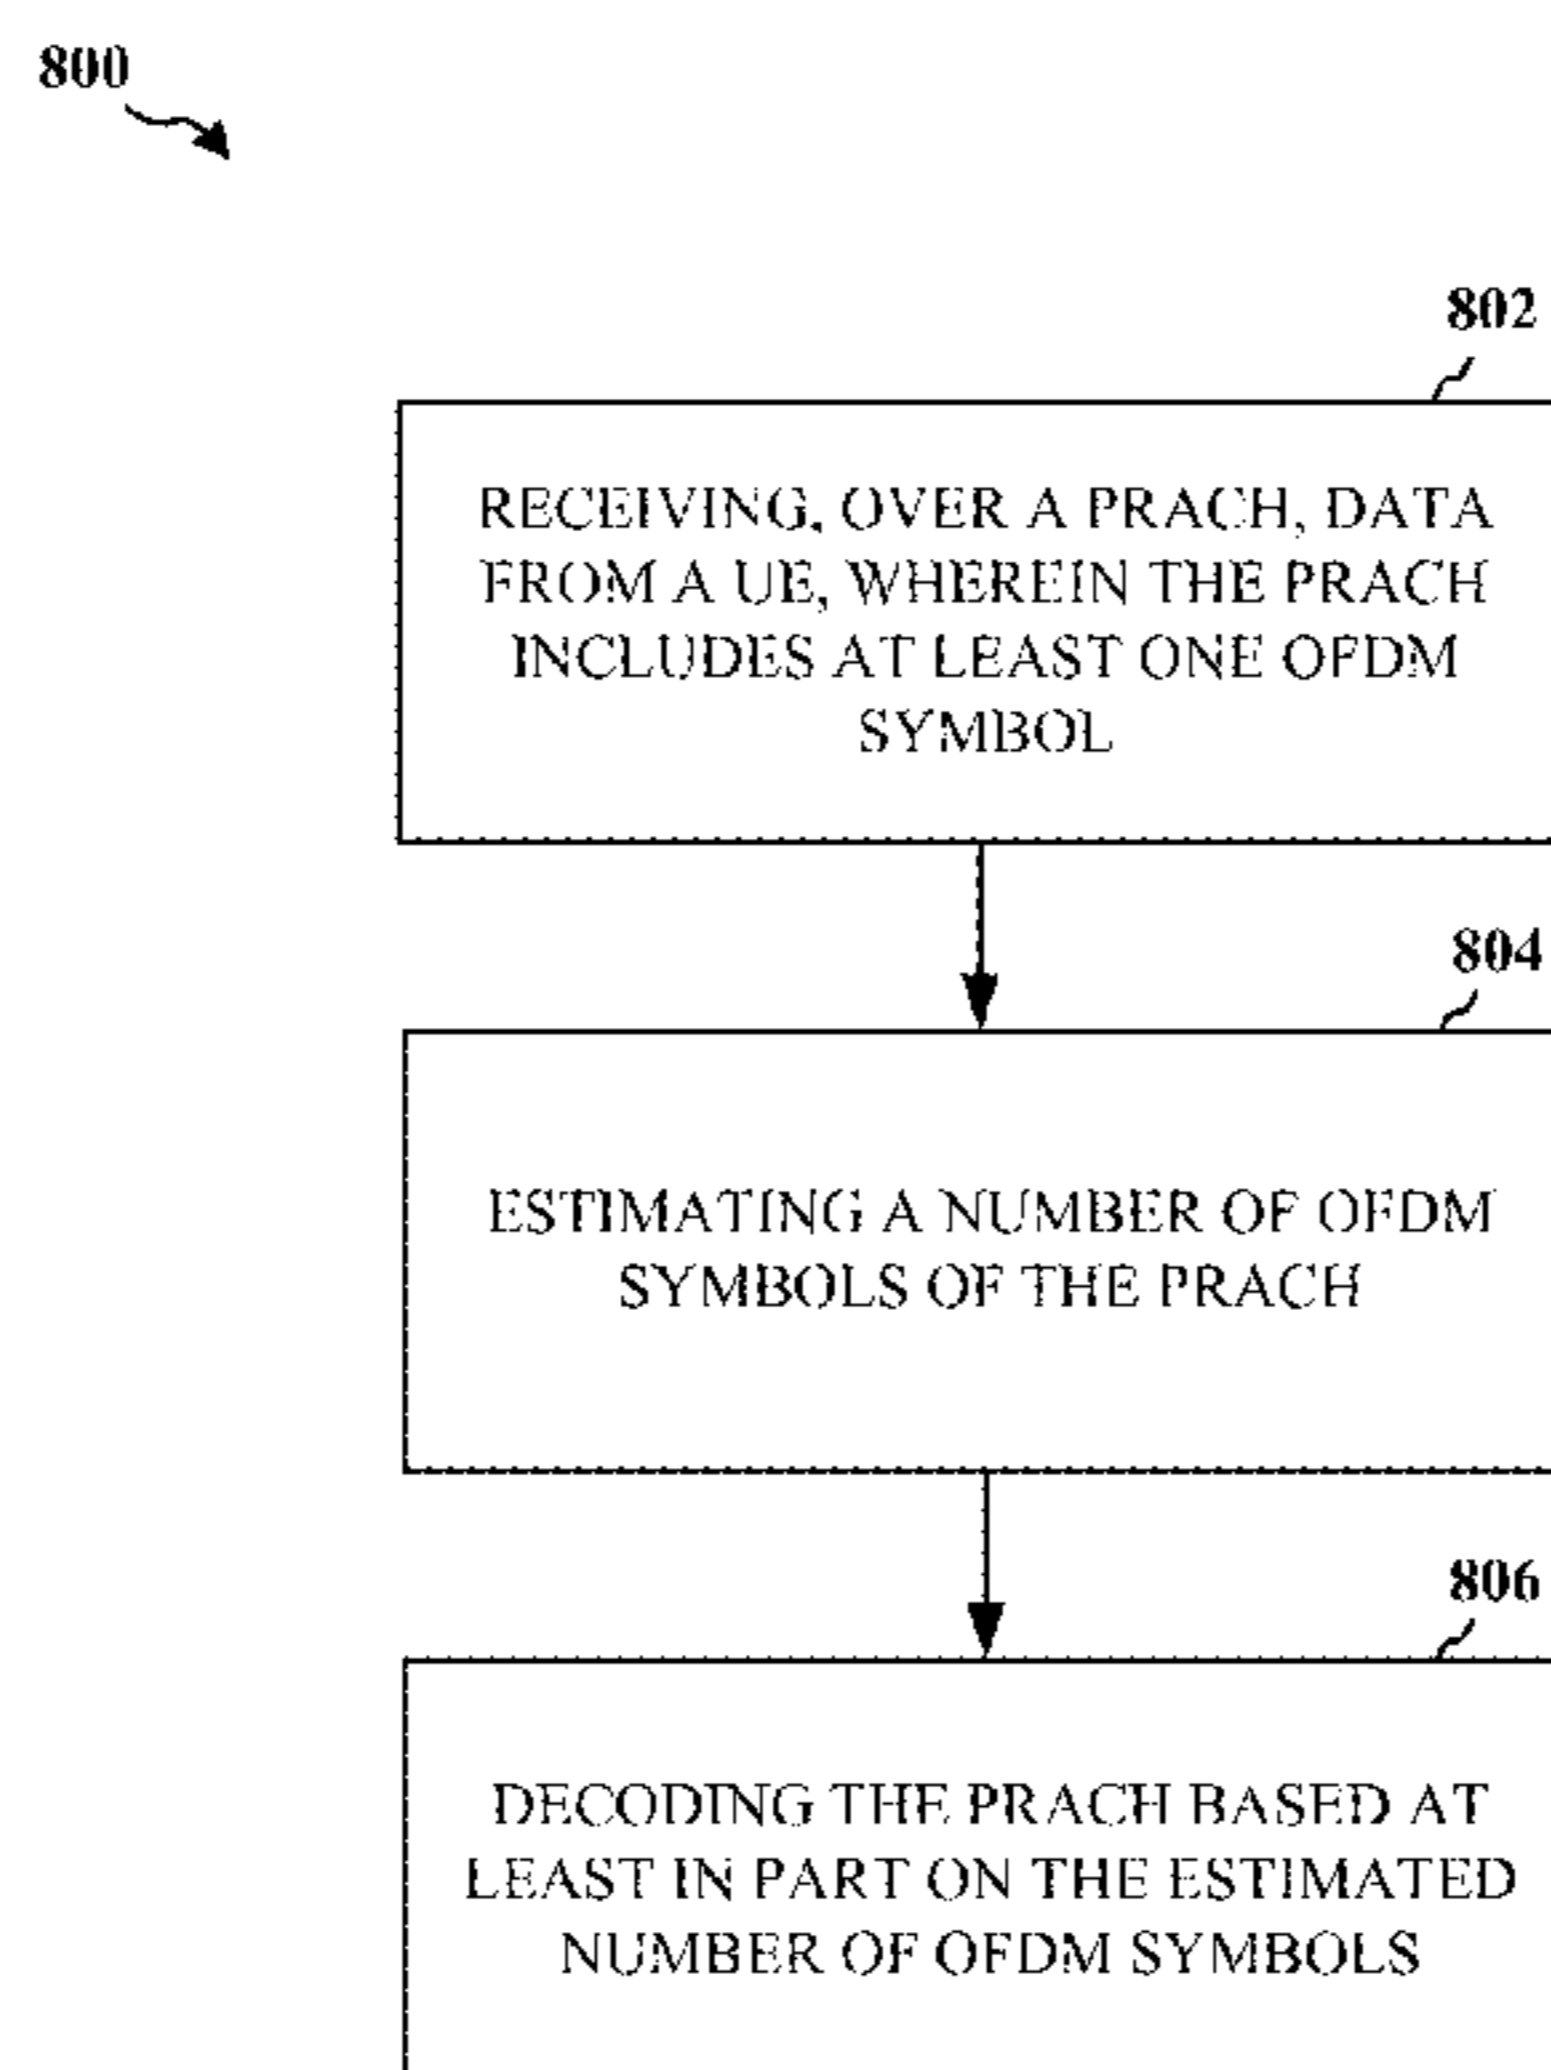 800
802
RECEIVING, OVER A PRACH, DATA
FROM A UE, WHEREIN THE PRACH
INCLUDES AT LEAST ONE OFDM
SYMBOL
804
ESTIMATING A NUMBER OF OFDM
SYMBOLS OF THE PRACH
806
DECODING THE PRACH BASED AT
LEAST IN PART ON THE ESTIMATED
NUMBER OF OFDM SYMBOLS